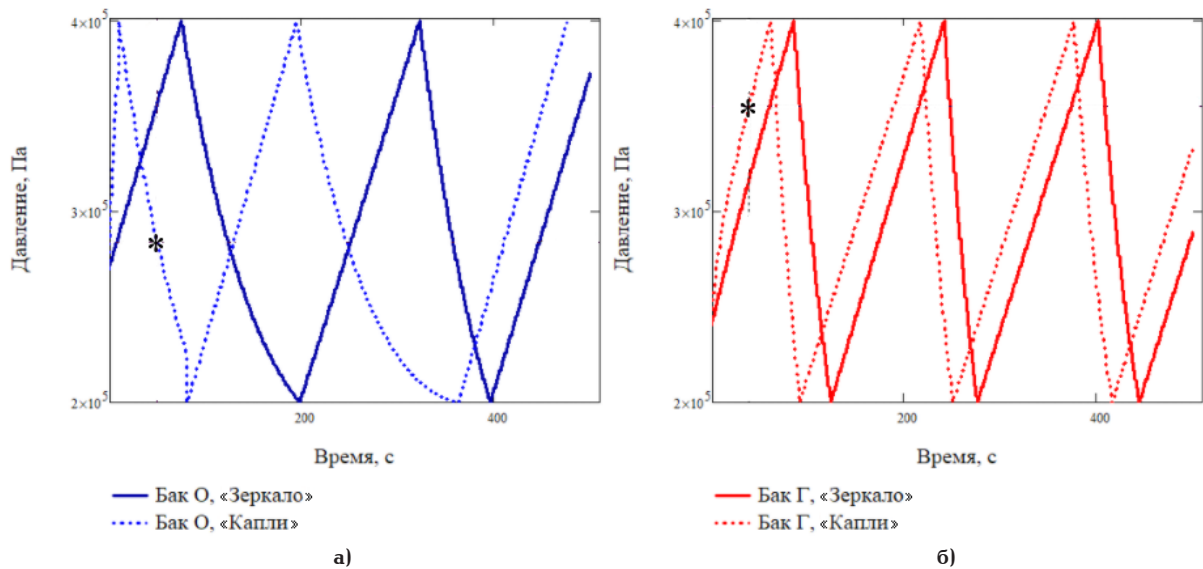 4×10⁵
3×10⁵
2×10⁵
Давление, Па
*
200
400
Время, с
Бак О, «Зеркало»
Бак О, «Капли»
а)
4×10⁵
3×10⁵
2×10⁵
Давление, Па
*
200
400
Время, с
Бак Г, «Зеркало»
Бак Г, «Капли»
б)